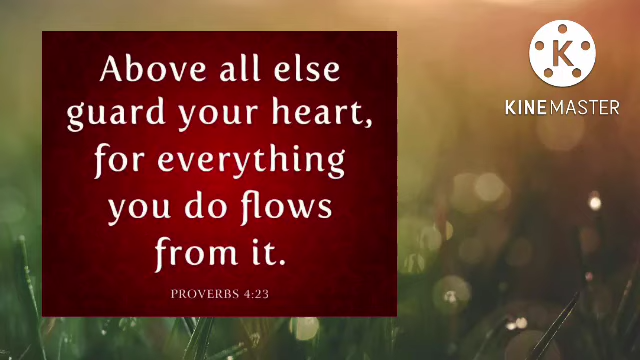 Above all else
guard your heart,
for everything
you do flows
from it.
PROVERBS 4:23
K
KINEMASTER